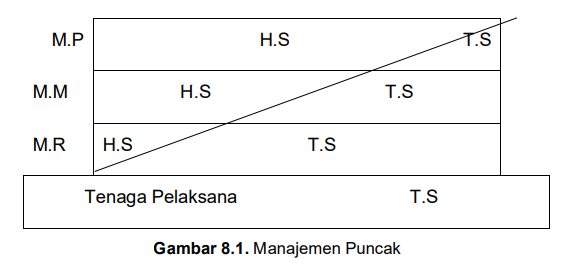 M.P H.S T.S
M.M H.S T.S
M.R H.S T.S
Tenaga Pelaksana T.S
Gambar 8.1. Manajemen Puncak